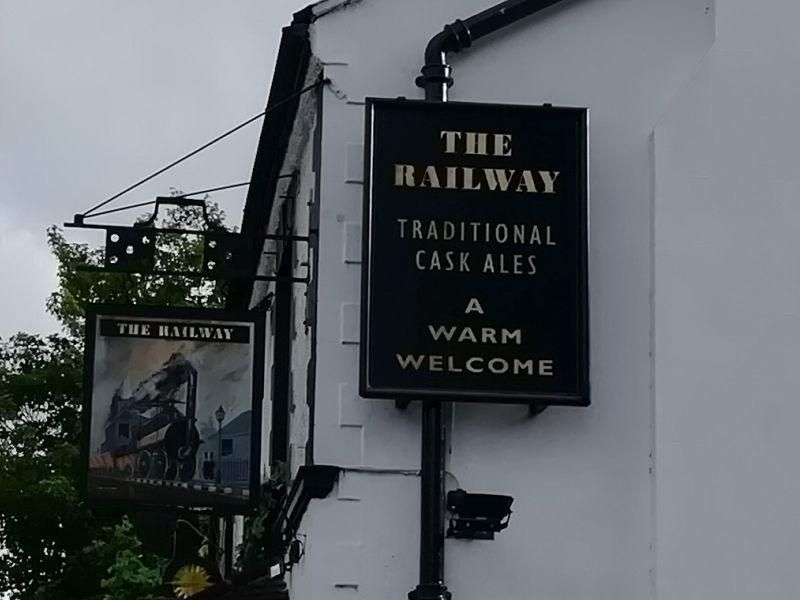 THE
RAILWAY
TRADITIONAL
CASK ALES
A
WARM
WELCOME
THE RAILWAY